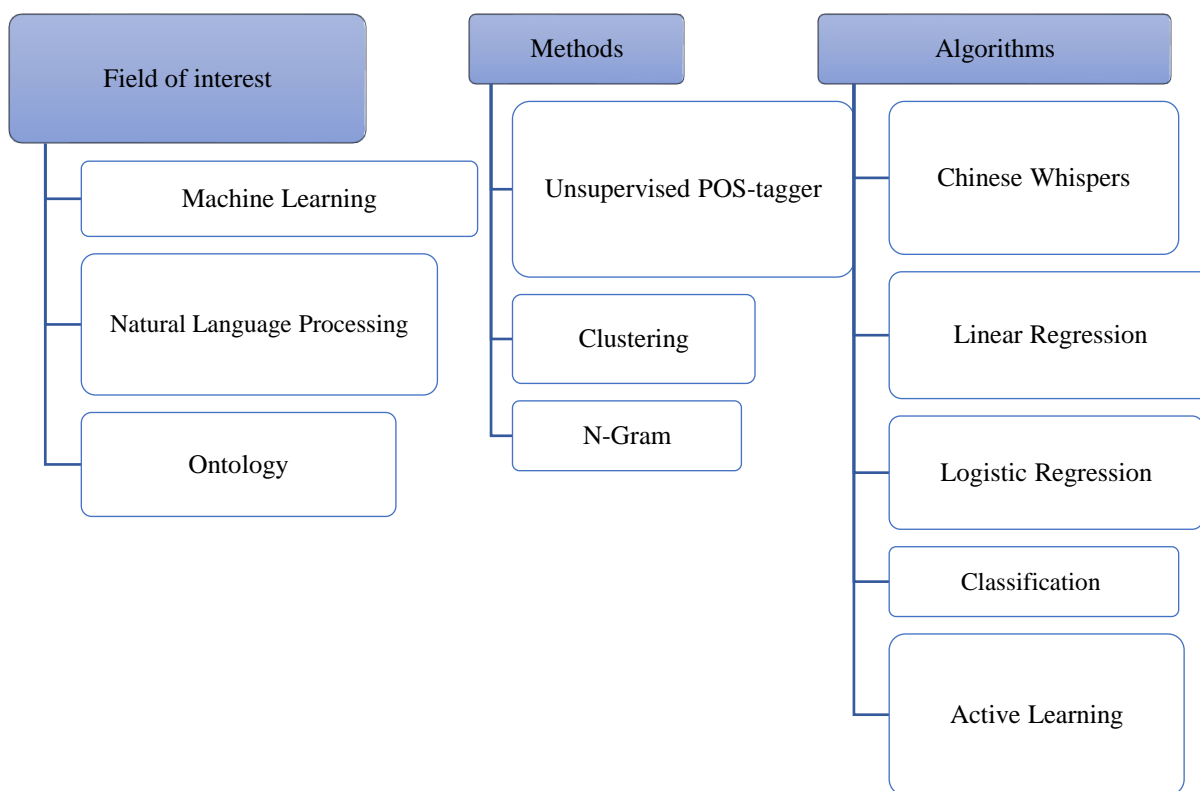 Field of interest
Machine Learning
Natural Language Processing
Ontology
Methods
Unsupervised POS-tagger
Clustering
N-Gram
Algorithms
Chinese Whispers
Linear Regression
Logistic Regression
Classification
Active Learning